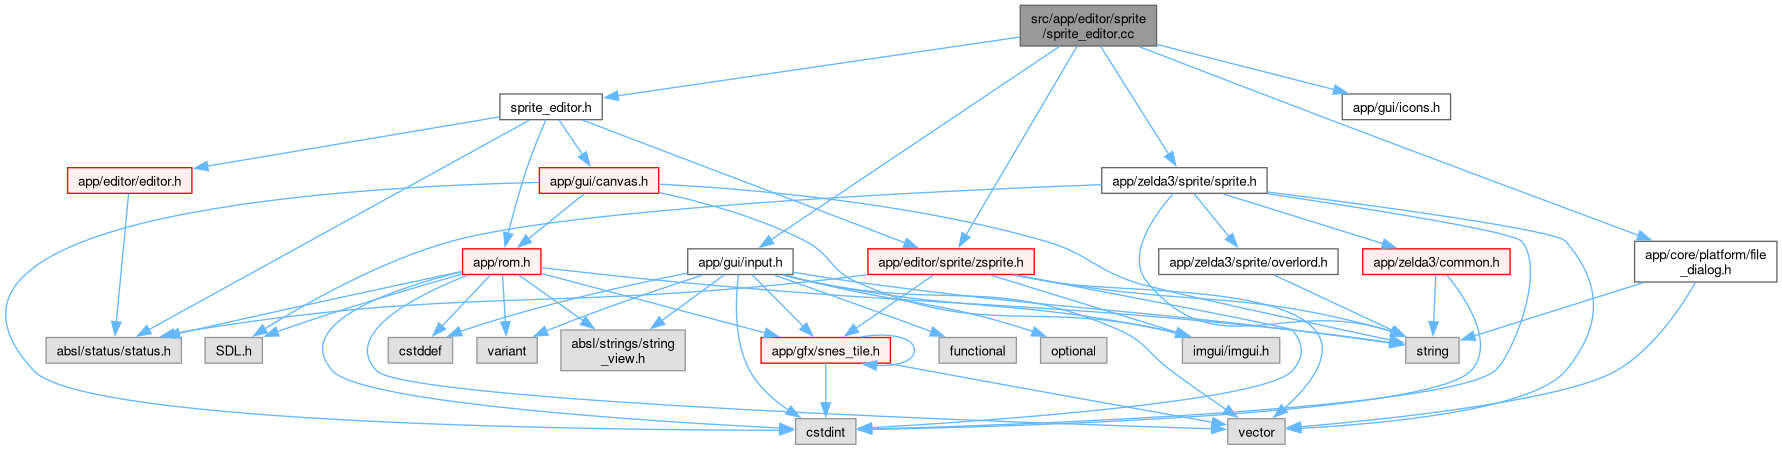 src/app/editor/sprite
/sprite_editor.cc
sprite_editor.h
app/gui/icons.h
app/editor/editor.h
app/gui/canvas.h
app/zelda3/sprite/sprite.h
app/rom.h
app/gui/input.h
app/editor/sprite/zsprite.h
app/zelda3/sprite/overlord.h
app/zelda3/common.h
app/core/platform/file
_dialog.h
absl/status/status.h
SDL.h
cstddef
variant
absl/strings/string
_view.h
app/gfx/snes_tile.h
functional
optional
imgui/imgui.h
string
cstdint
vector